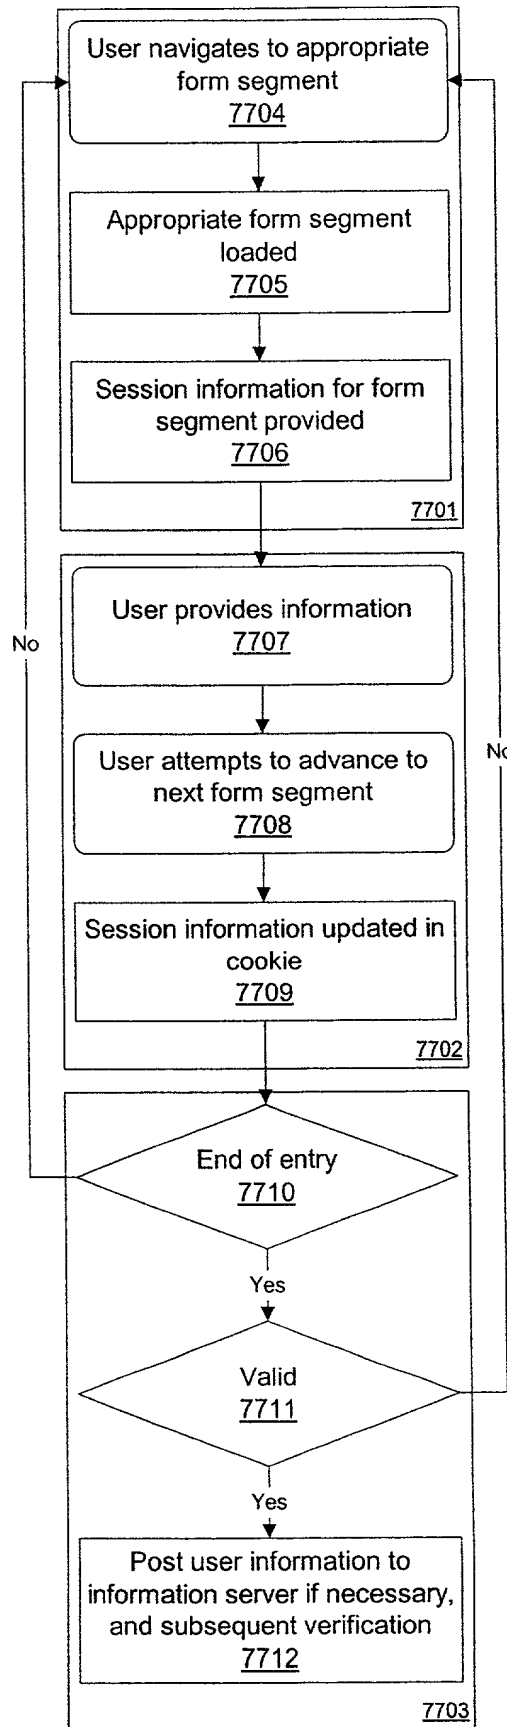 User navigates to appropriate
form segment
7704
Appropriate form segment
loaded
7705
Session information for form
segment provided
7706
7701
User provides information
7707
No
User attempts to advance to
next form segment
7708
No
Session information updated in
cookie
7709
7702
End of entry
7710
Yes
Valid
7711
Yes
Post user information to
information server if necessary,
and subsequent verification
7712
7703